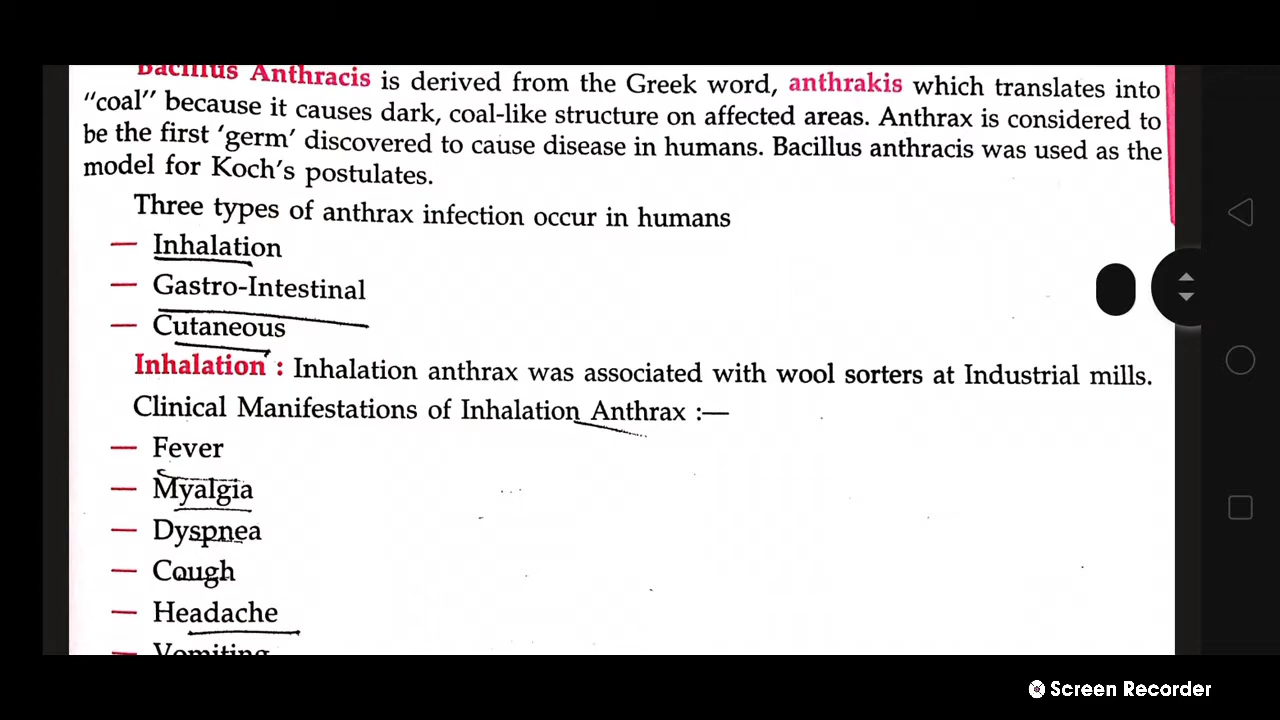 Bacillus Anthracis is derived from the Greek word, anthrakis which translates into
“coal” because it causes dark, coal-like structure on affected areas. Anthrax is considered to
be the first ‘germ’ discovered to cause disease in humans. Bacillus anthracis was used as the
model for Koch’s postulates.
Three types of anthrax infection occur in humans
— Inhalation
— Gastro-Intestinal
— Cutaneous
Inhalation : Inhalation anthrax was associated with wool sorters at Industrial mills.
Clinical Manifestations of Inhalation Anthrax :—
— Fever
— Myalgia
— Dyspnea
— Cough
— Headache
— Vomiting
Screen Recorder